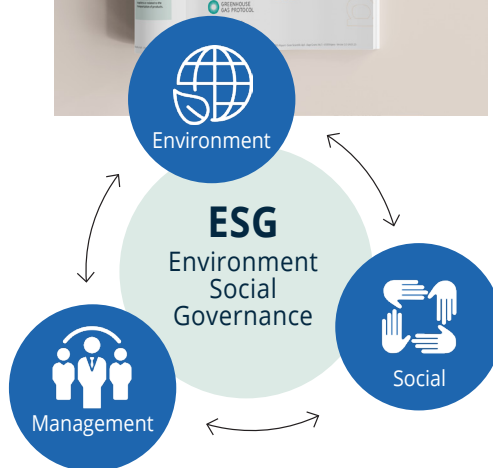 GREENHOUSE
GAS PROTOCOL
Environment
ESG
Environment
Social
Governance
Social
Management